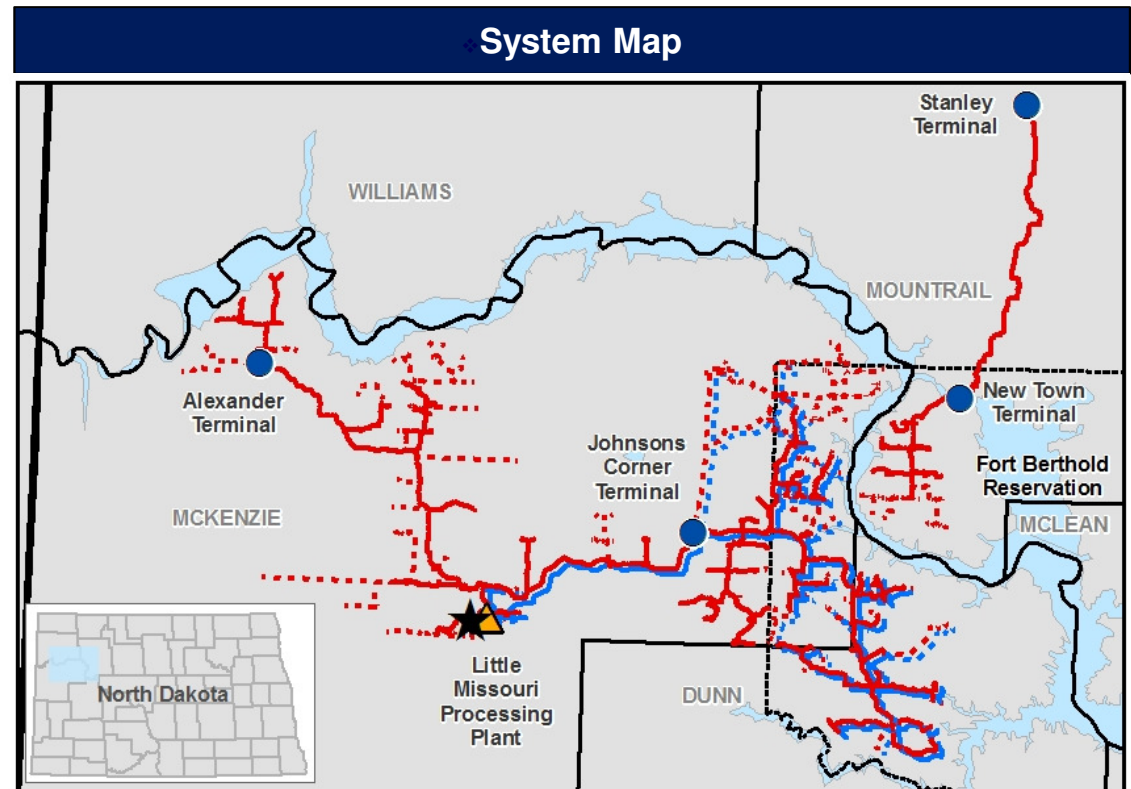 System Map
Stanley
Terminal
WILLIAMS
MOUNTRAIL
Alexander
Terminal
New Town
Terminal
Johnsons
Corner
Terminal
Fort Berthold
Reservation
MCKENZIE
MCLEAN
Little
Missouri
Processing
Plant
DUNN
North Dakota